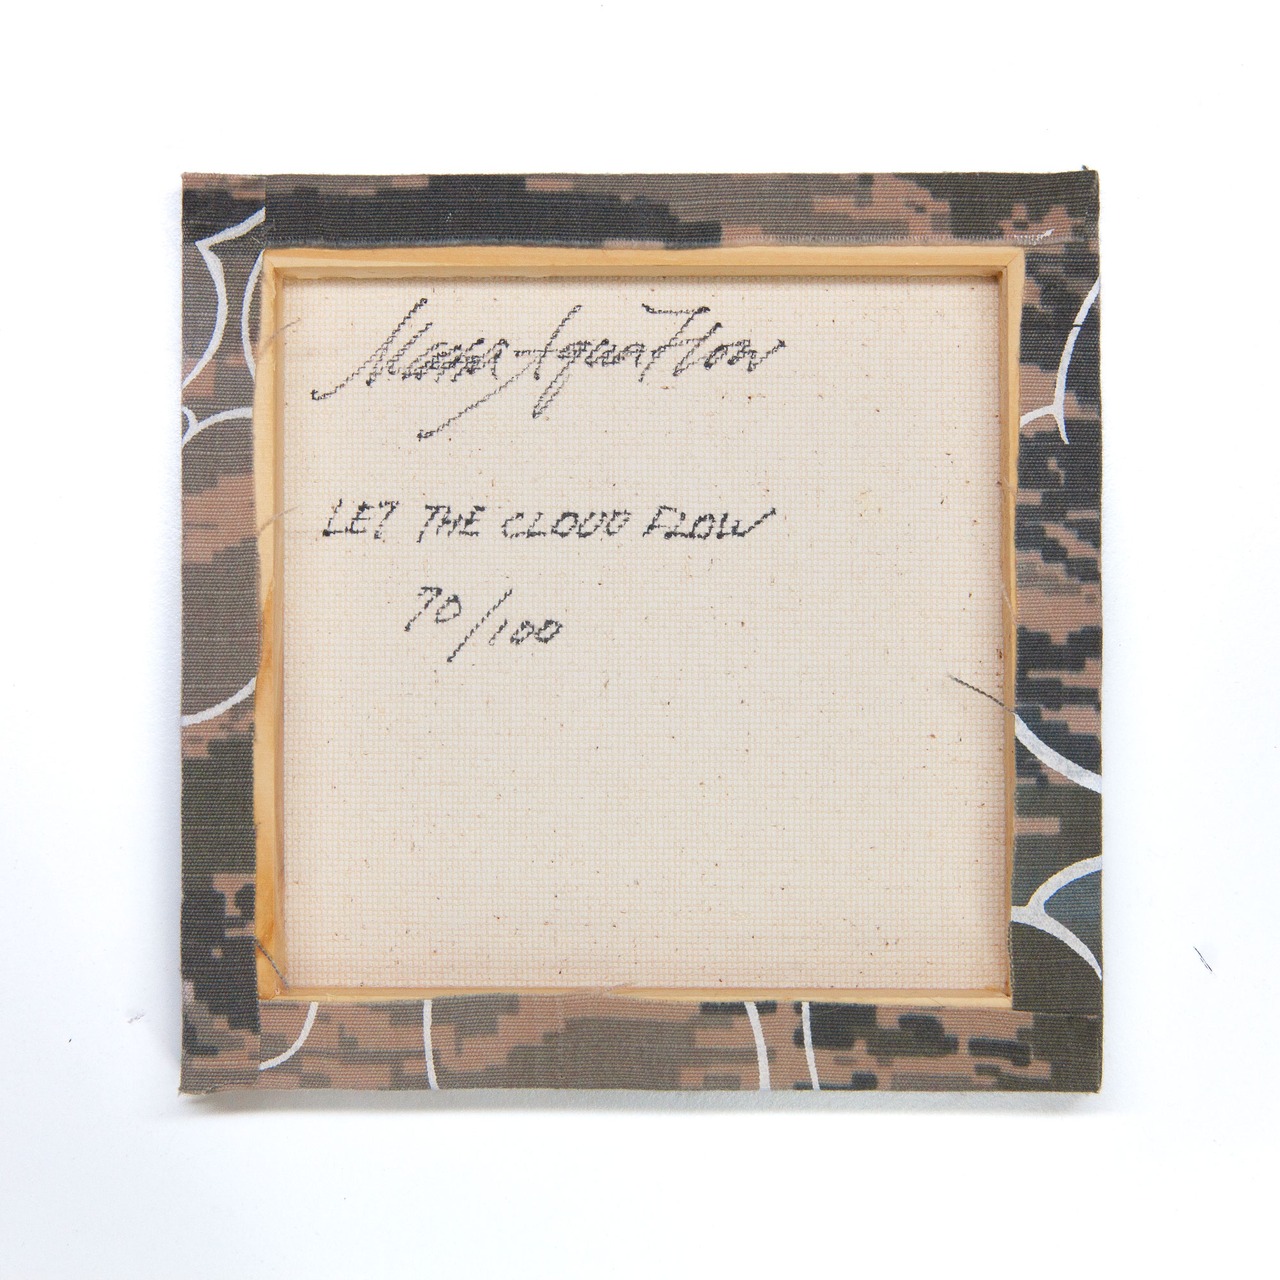 LET THE CLOUD FLOW
70/100